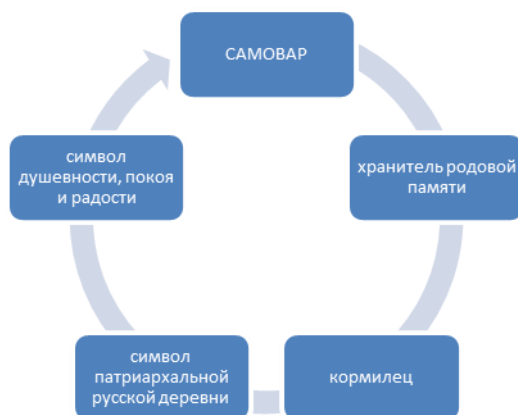 САМОВАР
хранитель родовой
памяти
кормилец
символ
патриархальной
русской деревни
символ
душевности, покоя
и радости